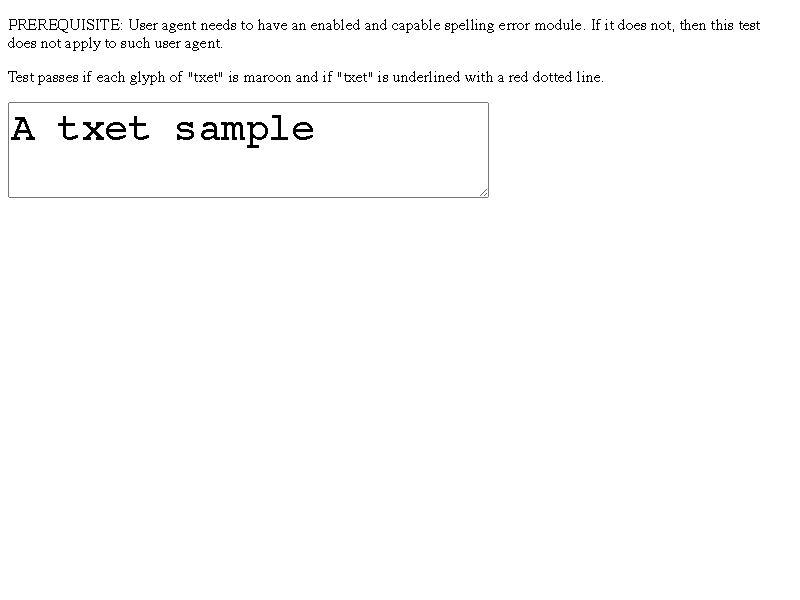 PREREQUISITE: User agent needs to have an enabled and capable spelling error module. If it does not, then this test
does not apply to such user agent.
Test passes if each glyph of "txet" is maroon and if "txet" is underlined with a red dotted line.
A txet sample